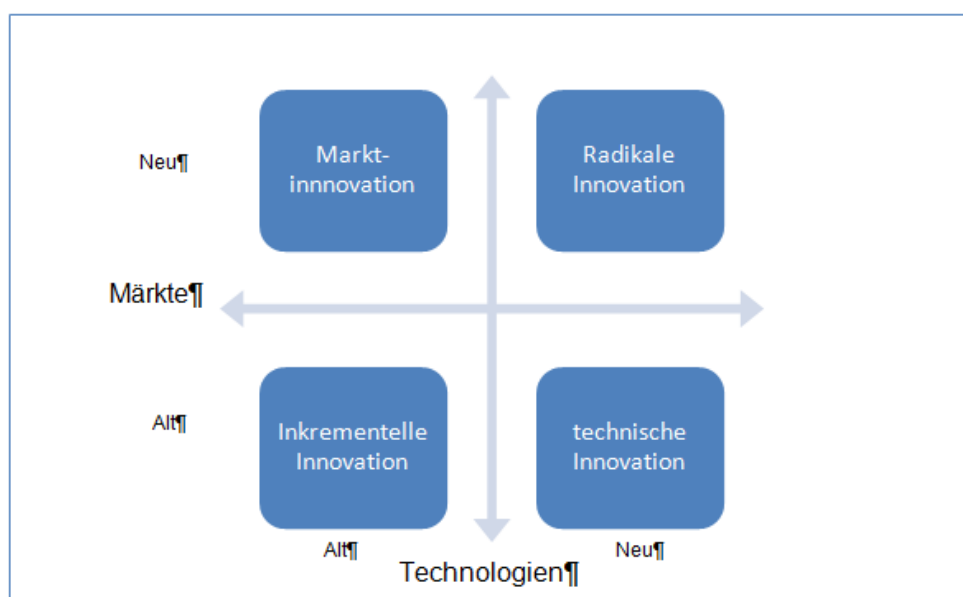 Markt-
innnovation
Radikale
Innovation
Neu¶
Märkte¶
Inkrementelle
Innovation
technische
Innovation
Alt¶
Alt¶
Neu¶
Technologien¶